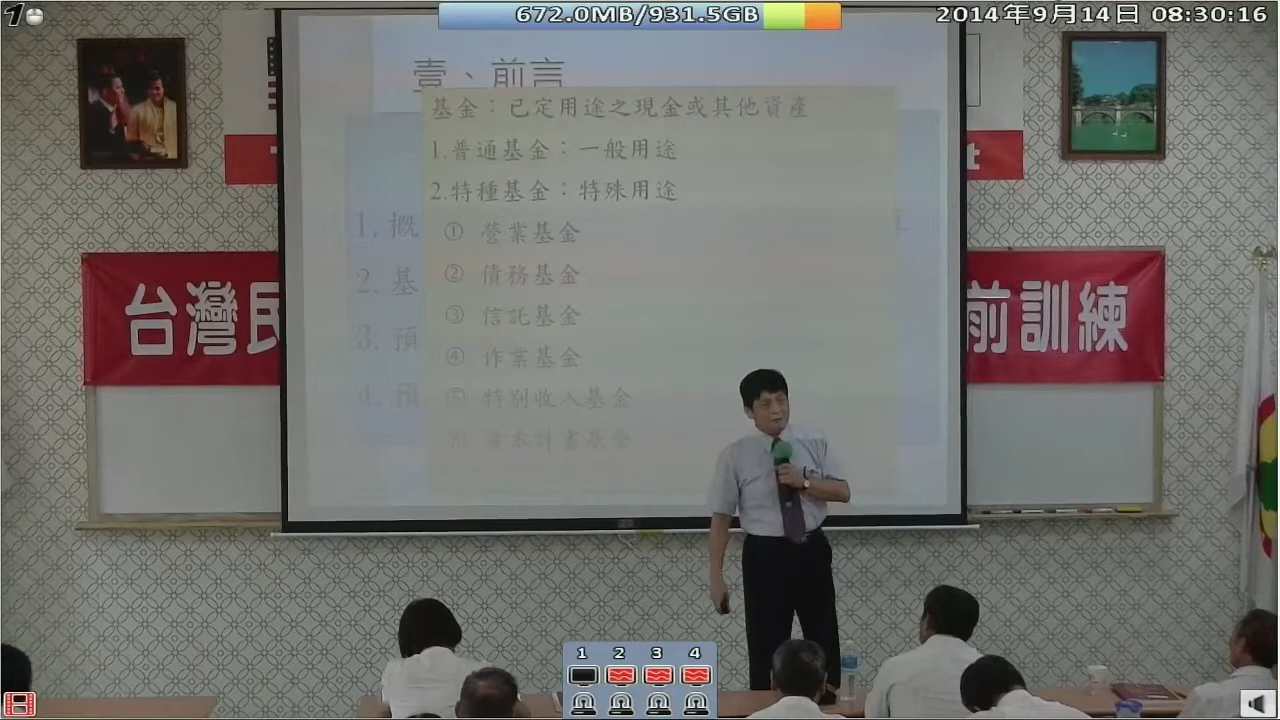 1
672.0MB/931.5GB
2014年9月14日 08:30:16
壹、前言
基金：已定用途之現金或其他資產
1.普通基金：一般用途
2.特種基金：特殊用途
① 營業基金
② 債務基金
③ 信託基金
④ 作業基金
⑤ 特別收入基金
1. 概
2. 基
3. 預
4. 預
台灣民
前訓練
1 2 3 4